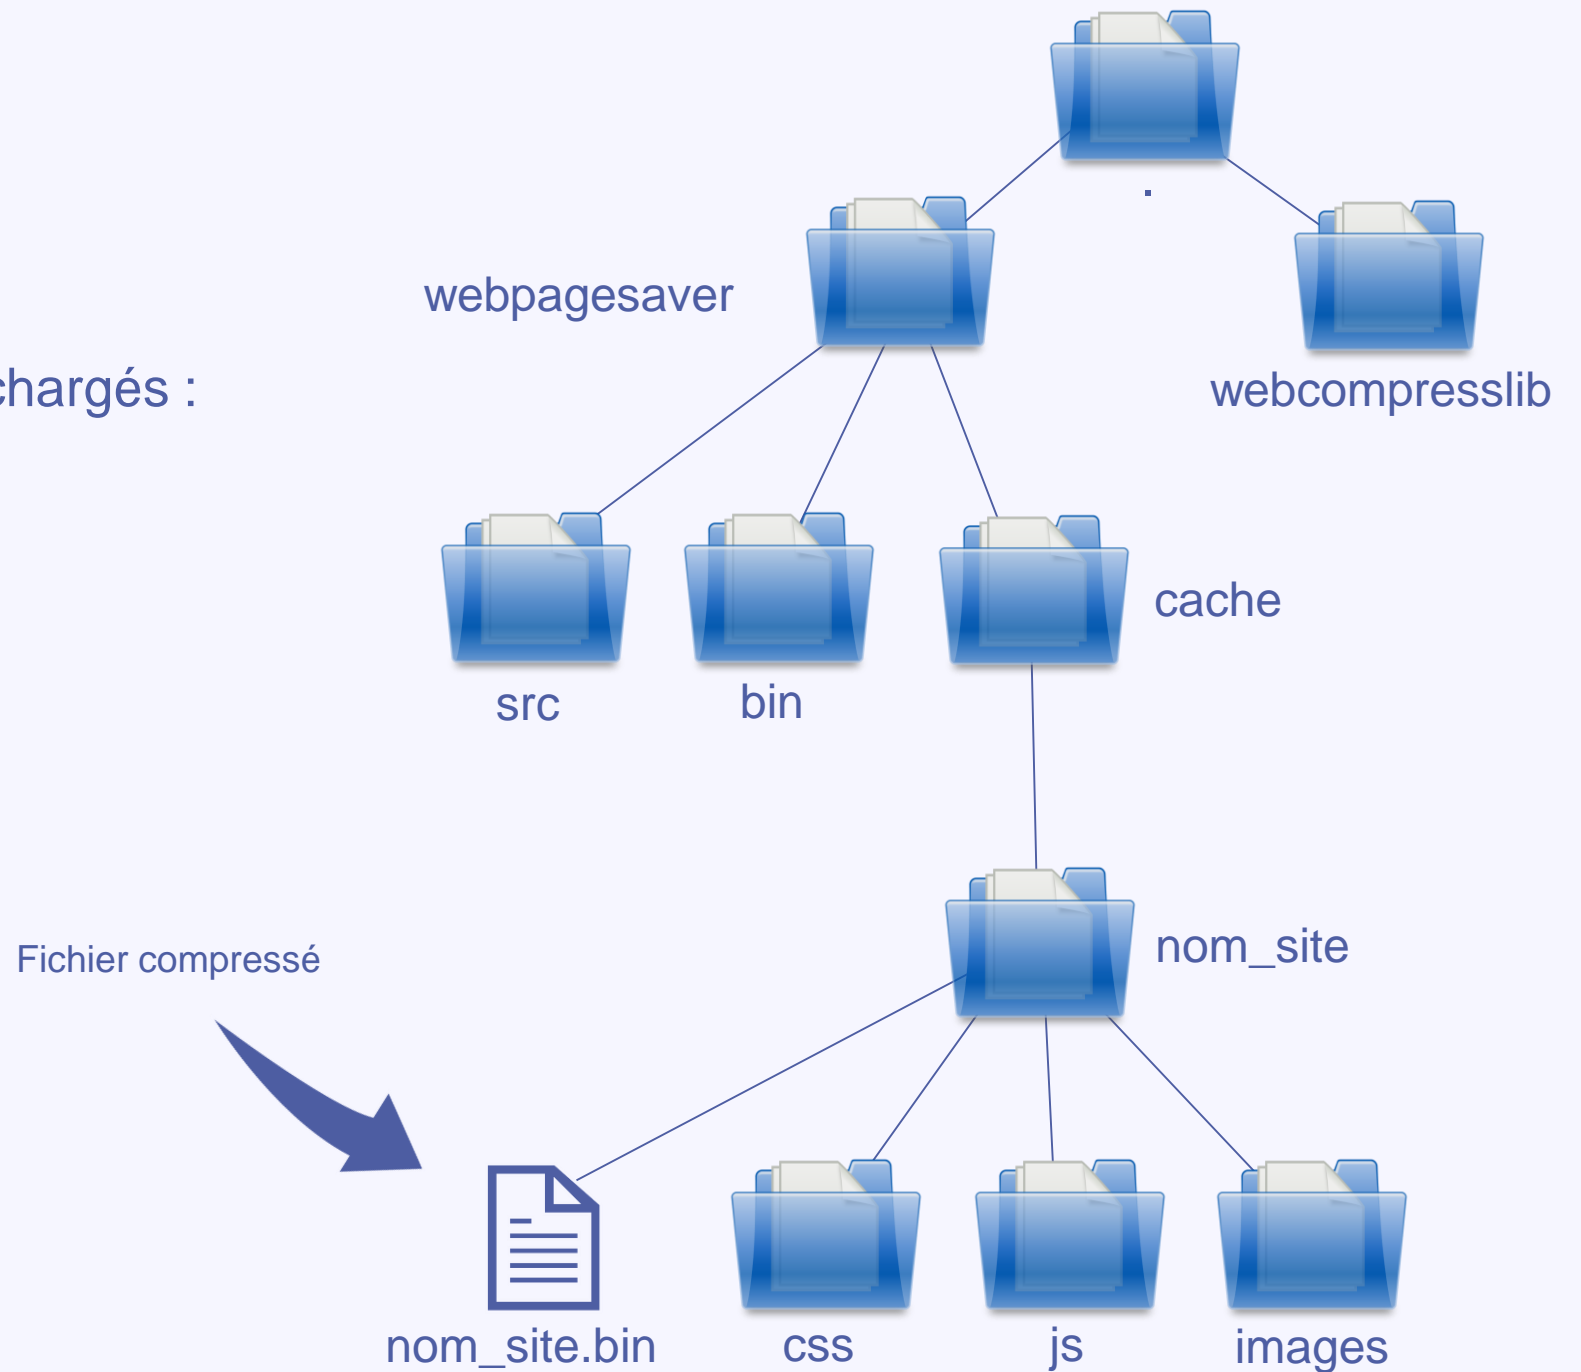 .
webpagesaver
chargés :
webcompresslib
cache
src
bin
nom_site
Fichier compressé
nom_site.bin
css
js
images